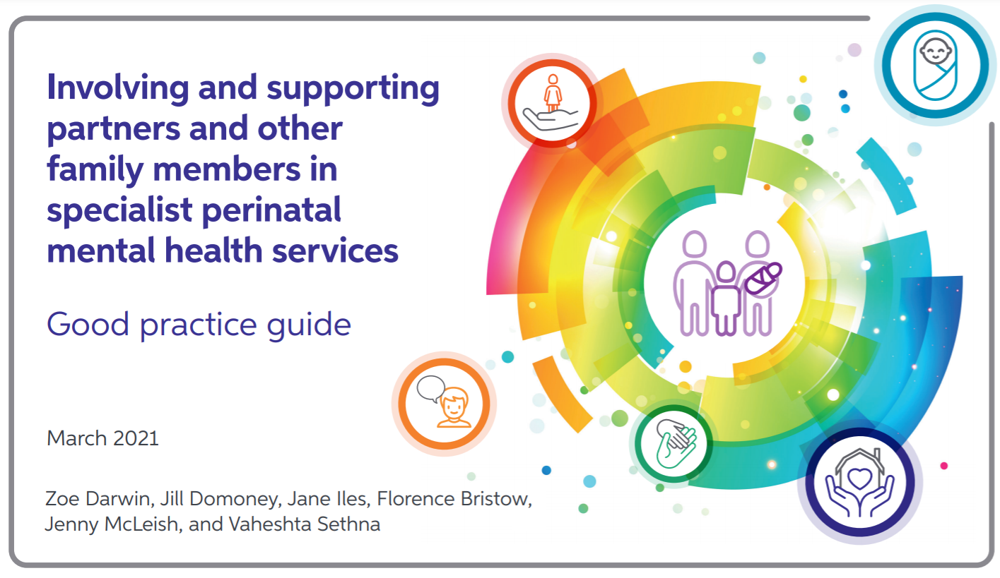 Involving and supporting
partners and other
family members in
specialist perinatal
mental health services
Good practice guide
March 2021
Zoe Darwin, Jill Domoney, Jane Iles, Florence Bristow,
Jenny McLeish, and Vaheshta Sethna